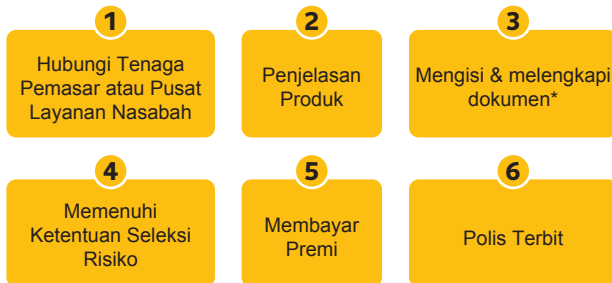 1
Hubungi Tenaga
Pemasar atau Pusat
Layanan Nasabah
2
Penjelasan
Produk
3
Mengisi & melengkapi
dokumen*
4
Memenuhi
Ketentuan Seleksi
Risiko
5
Membayar
Premi
6
Polis Terbit